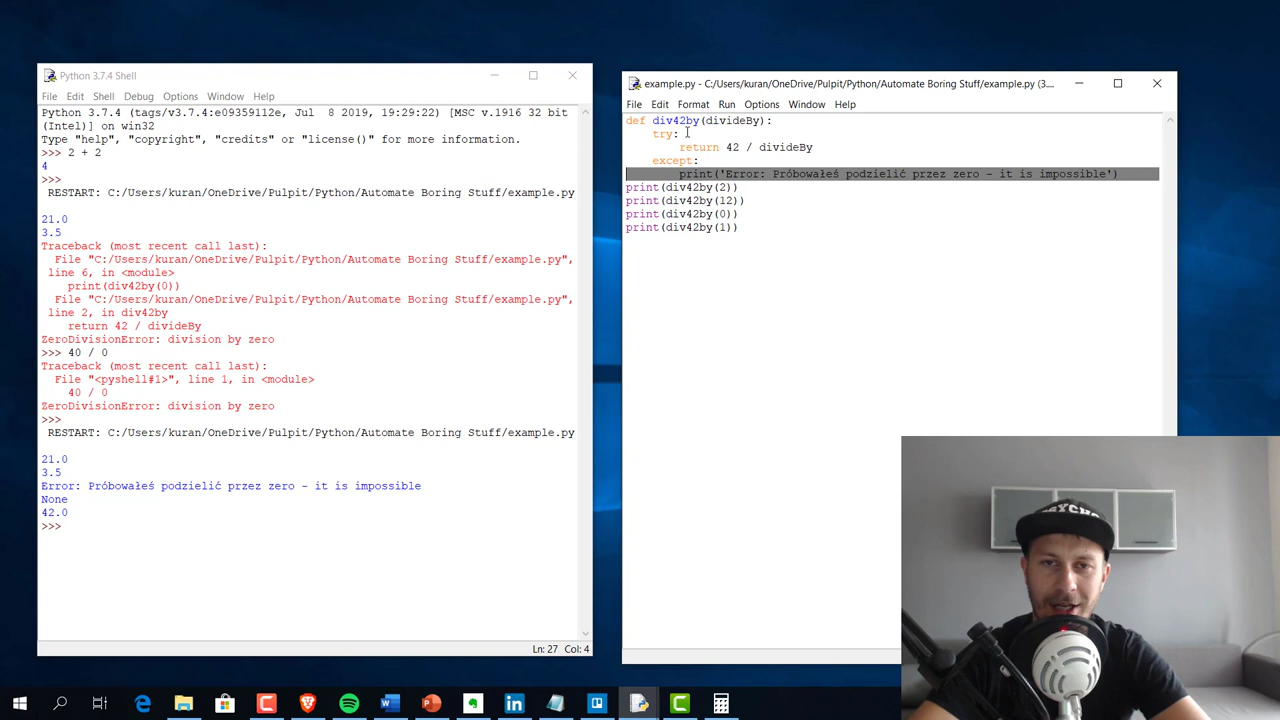 Python 3.7.4 Shell
File Edit Shell Debug Options Window Help
Python 3.7.4 (tags/v3.7.4:e09359112e, Jul  8 2019, 19:29:22) [MSC v.1916 32 bit
(Intel)] on win32
Type "help", "copyright", "credits" or "license()" for more information.
>>> 2 + 2
4
>>>
RESTART: C:/Users/kuran/OneDrive/Pulpit/Python/Automate Boring Stuff/example.py
21.0
3.5
Traceback (most recent call last):
  File "C:/Users/kuran/OneDrive/Pulpit/Python/Automate Boring Stuff/example.py",
line 6, in <module>
    print(div42by(0))
  File "C:/Users/kuran/OneDrive/Pulpit/Python/Automate Boring Stuff/example.py",
line 2, in div42by
    return 42 / divideBy
ZeroDivisionError: division by zero
>>> 40 / 0
Traceback (most recent call last):
  File "<pyshell#1>", line 1, in <module>
    40 / 0
ZeroDivisionError: division by zero
>>>
RESTART: C:/Users/kuran/OneDrive/Pulpit/Python/Automate Boring Stuff/example.py
21.0
3.5
Error: Próbowałeś podzielić przez zero - it is impossible
None
42.0
>>>
Ln: 27 Col: 4
example.py - C:/Users/kuran/OneDrive/Pulpit/Python/Automate Boring Stuff/example.py (3....
File Edit Format Run Options Window Help
def div42by(divideBy):
    try:
        return 42 / divideBy
    except:
        print('Error: Próbowałeś podzielić przez zero - it is impossible')
print(div42by(2))
print(div42by(12))
print(div42by(0))
print(div42by(1))
PSYCHO